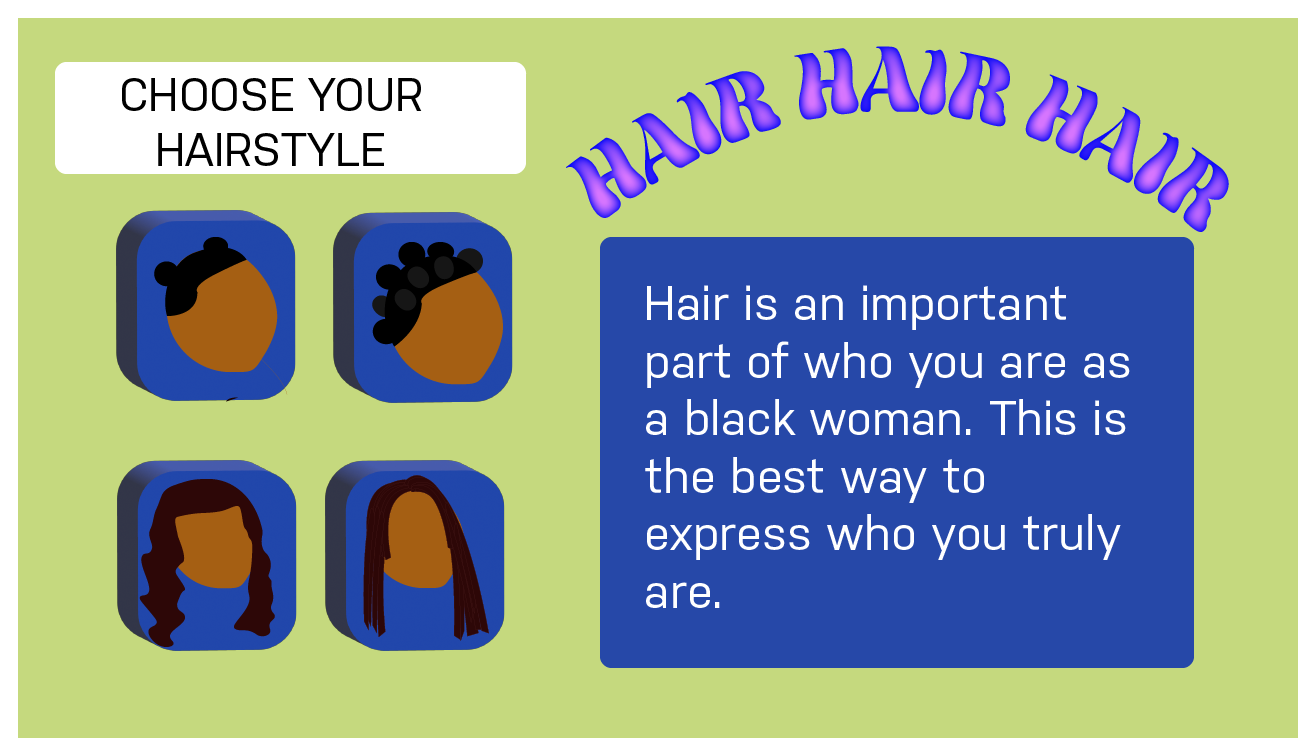 CHOOSE YOUR
HAIRSTYLE
HAIR HAIR HAIR
Hair is an important
part of who you are as
a black woman. This is
the best way to
express who you truly
are.